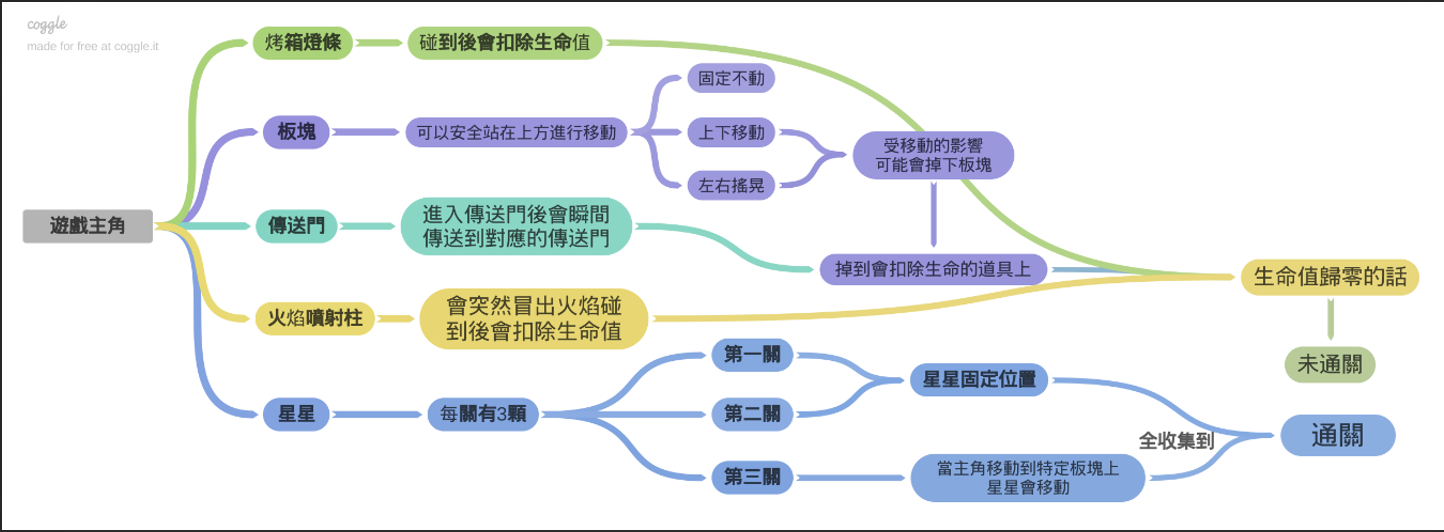 coggle
made for free at coggle.it
遊戲主角
烤箱燈條
碰到後會扣除生命值
板塊
可以安全站在上方進行移動
固定不動
上下移動
左右搖晃
受移動的影響
可能會掉下板塊
傳送門
進入傳送門後會瞬間
傳送到對應的傳送門
掉到會扣除生命的道具上
火焰噴射柱
會突然冒出火焰碰
到後會扣除生命值
生命值歸零的話
未通關
星星
每關有3顆
第一關
第二關
星星固定位置
第三關
當主角移動到特定板塊上
星星會移動
全收集到
通關